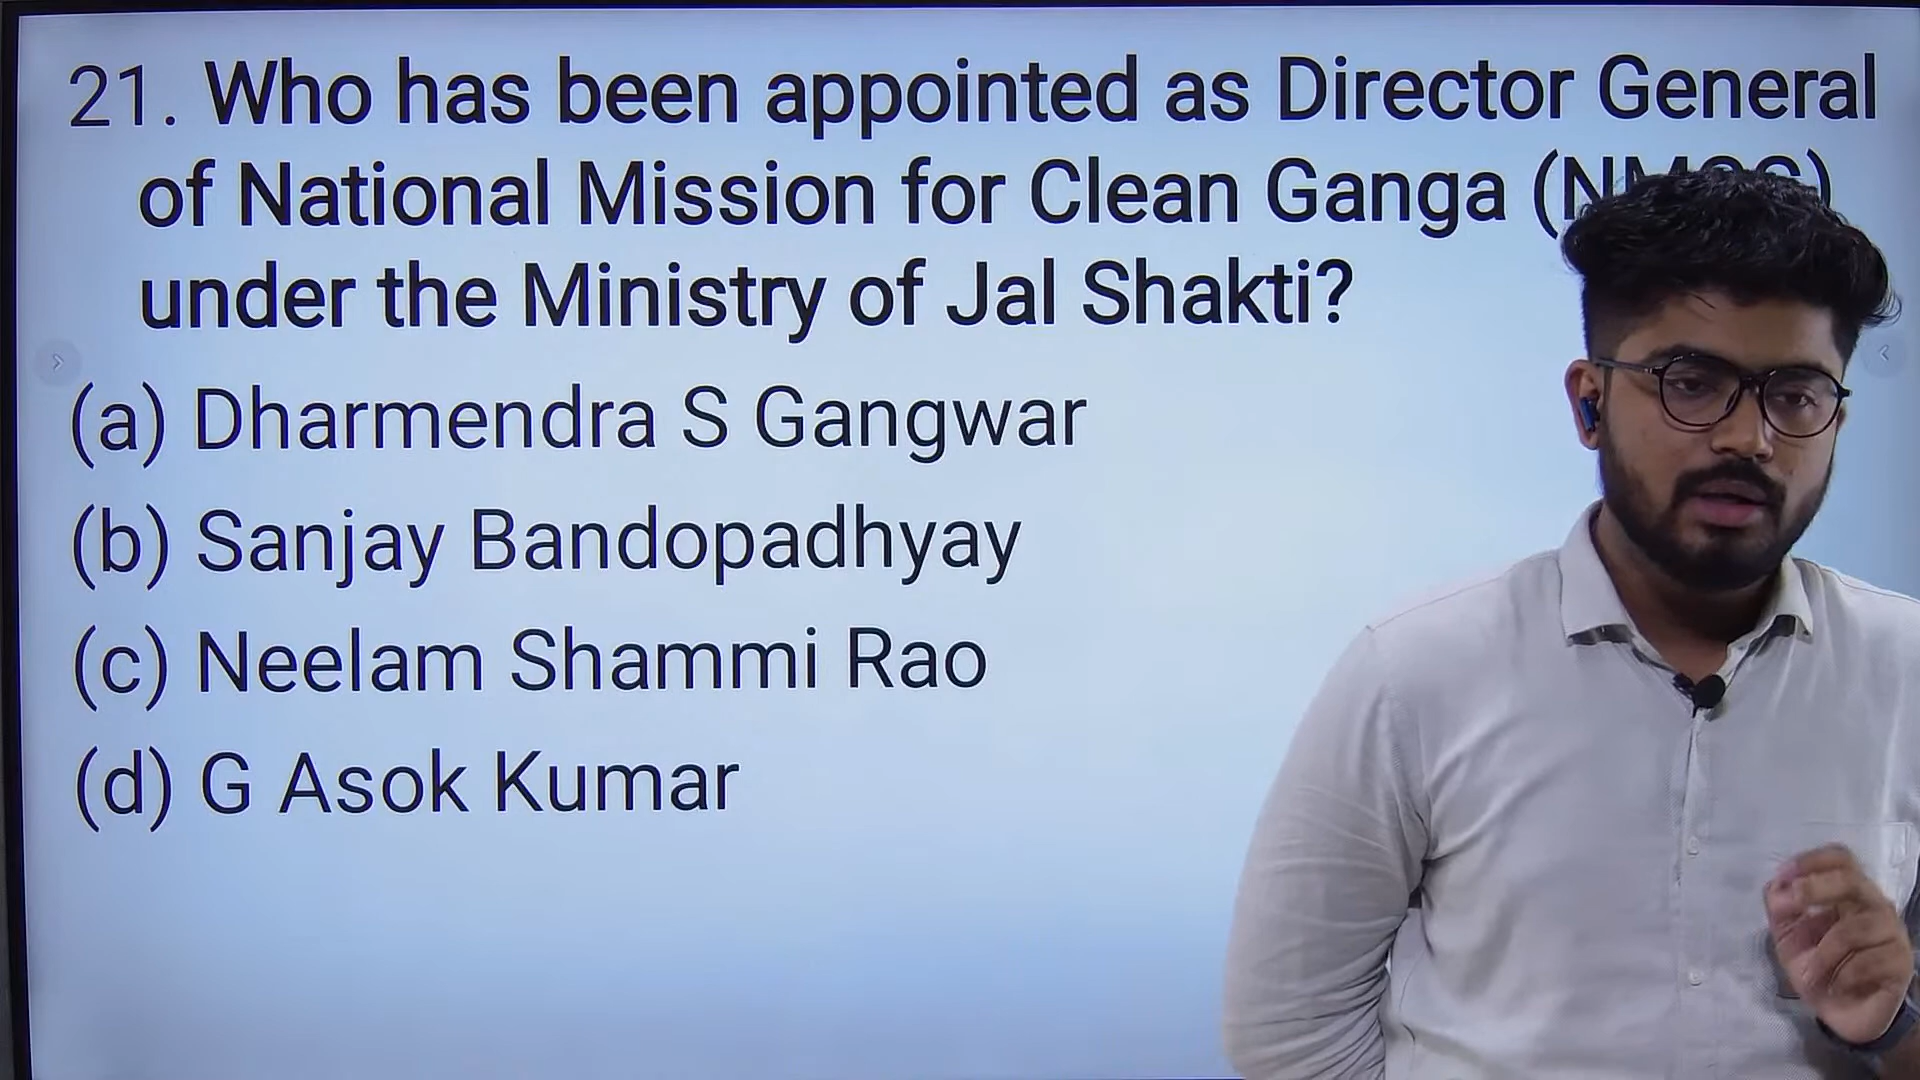 21. Who has been appointed as Director General
of National Mission for Clean Ganga (NMCG)
under the Ministry of Jal Shakti?
(a) Dharmendra S Gangwar
(b) Sanjay Bandopadhyay
(c) Neelam Shammi Rao
(d) G Asok Kumar